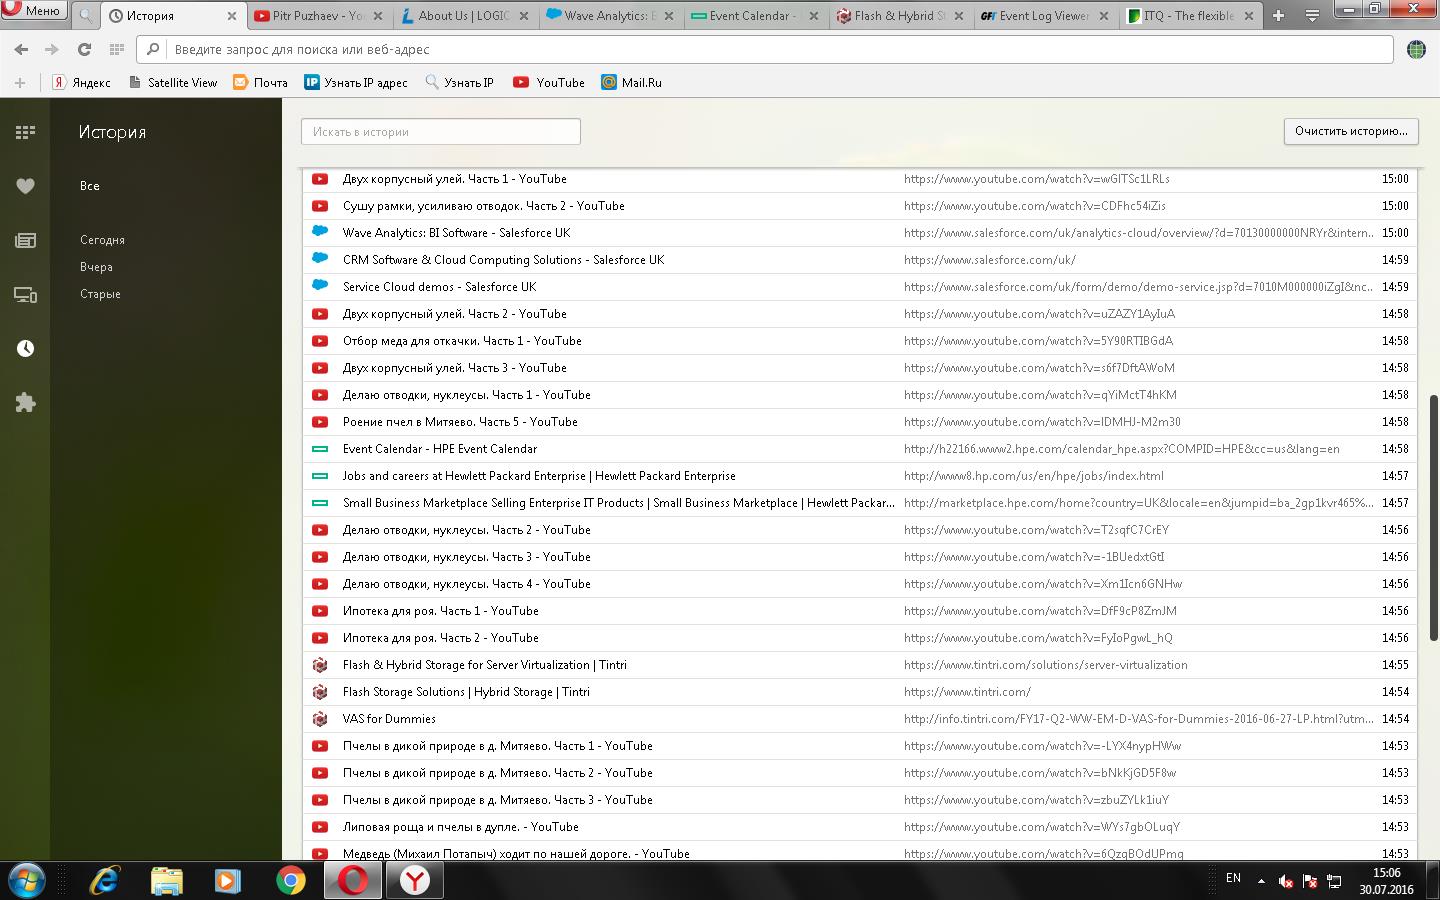 Меню
История
Pitr Puzhaev - Yo
About Us | LOGIC
Wave Analytics: B
Event Calendar -
Flash & Hybrid St
GFI Event Log Viewer
ITQ - The flexible
Введите запрос для поиска или веб-адрес
Яндекс
Satellite View
Почта
IP Узнать IP адрес
Узнать IP
YouTube
Mail.Ru
История
Искать в истории
Очистить историю...
Все
Сегодня
Вчера
Старые
Двух корпусный улей. Часть 1 - YouTube https://www.youtube.com/watch?v=wGlTSc1LRLs 15:00
Сушу рамки, усиливаю отводок. Часть 2 - YouTube https://www.youtube.com/watch?v=CDFhc54iZis 15:00
Wave Analytics: BI Software - Salesforce UK https://www.salesforce.com/uk/analytics-cloud/overview/?d=70130000000NRYr&intern... 15:00
CRM Software & Cloud Computing Solutions - Salesforce UK https://www.salesforce.com/uk/ 14:59
Service Cloud demos - Salesforce UK https://www.salesforce.com/uk/form/demo/demo-service.jsp?d=7010M000000iZgI&nc... 14:59
Двух корпусный улей. Часть 2 - YouTube https://www.youtube.com/watch?v=uZAZY1AyIuA 14:58
Отбор меда для откачки. Часть 1 - YouTube https://www.youtube.com/watch?v=5Y90RTIBGdA 14:58
Двух корпусный улей. Часть 3 - YouTube https://www.youtube.com/watch?v=s6f7DftAWoM 14:58
Делаю отводки, нуклеусы. Часть 1 - YouTube https://www.youtube.com/watch?v=qYiMctT4hKM 14:58
Роение пчел в Митяево. Часть 5 - YouTube https://www.youtube.com/watch?v=IDMHJ-M2m30 14:58
Event Calendar - HPE Event Calendar http://h22166.www2.hpe.com/calendar_hpe.aspx?COMPID=HPE&cc=us&lang=en 14:58
Jobs and careers at Hewlett Packard Enterprise | Hewlett Packard Enterprise http://www8.hp.com/us/en/hpe/jobs/index.html 14:57
Small Business Marketplace Selling Enterprise IT Products | Small Business Marketplace | Hewlett Packar... http://marketplace.hpe.com/home?country=UK&locale=en&jumpid=ba_2gp1kvr465%... 14:57
Делаю отводки, нуклеусы. Часть 2 - YouTube https://www.youtube.com/watch?v=T2sqfC7CrEY 14:56
Делаю отводки, нуклеусы. Часть 3 - YouTube https://www.youtube.com/watch?v=-1BUedxtGtI 14:56
Делаю отводки, нуклеусы. Часть 4 - YouTube https://www.youtube.com/watch?v=Xm1Icn6GNHw 14:56
Ипотека для роя. Часть 1 - YouTube https://www.youtube.com/watch?v=DfF9cP8ZmJM 14:56
Ипотека для роя. Часть 2 - YouTube https://www.youtube.com/watch?v=FyIoPgwL_hQ 14:56
Flash & Hybrid Storage for Server Virtualization | Tintri https://www.tintri.com/solutions/server-virtualization 14:55
Flash Storage Solutions | Hybrid Storage | Tintri https://www.tintri.com/ 14:54
VAS for Dummies http://info.tintri.com/FY17-Q2-WW-EM-D-VAS-for-Dummies-2016-06-27-LP.html?utm... 14:54
Пчелы в дикой природе в д. Митяево. Часть 1 - YouTube https://www.youtube.com/watch?v=-LYX4nypHWw 14:53
Пчелы в дикой природе в д. Митяево. Часть 2 - YouTube https://www.youtube.com/watch?v=bNkKjGD5F8w 14:53
Пчелы в дикой природе в д. Митяево. Часть 3 - YouTube https://www.youtube.com/watch?v=zbuZYLk1iuY 14:53
Липовая роща и пчелы в дупле. - YouTube https://www.youtube.com/watch?v=WYs7gbOLuqY 14:53
Медведь (Михаил Потапыч) ходит по нашей дороге. - YouTube https://www.youtube.com/watch?v=6QzqBOdUPmg 14:53
EN
15:06
30.07.2016